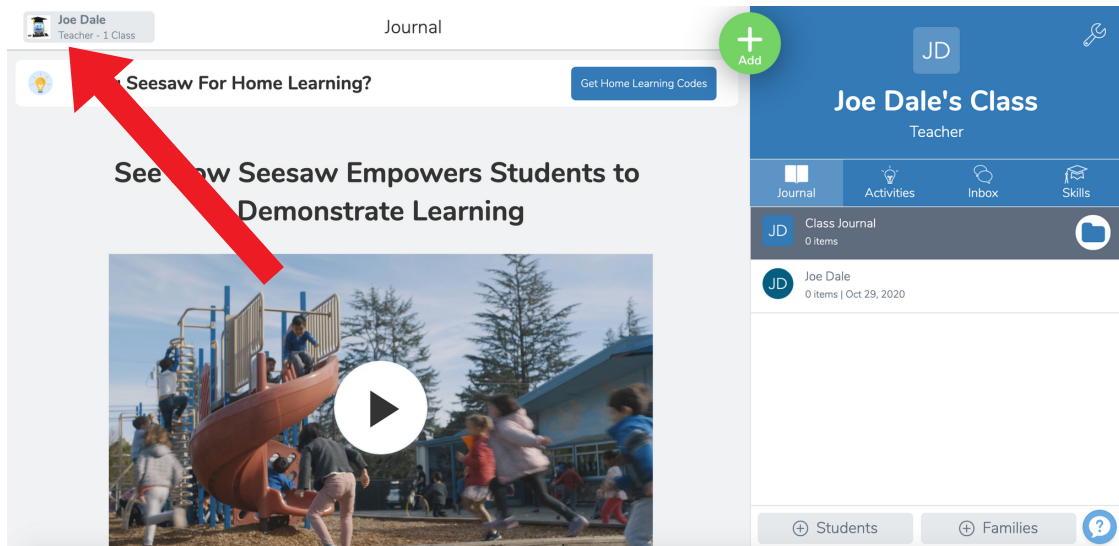 Joe Dale
Teacher - 1 Class
Journal
Add
Seesaw For Home Learning?
Get Home Learning Codes
See
Seesaw Empowers Students to
Demonstrate Learning
JD
Joe Dale's Class
Teacher
Journal
Activities
Inbox
Skills
JD
Class Journal
0 items
JD
Joe Dale
0 items | Oct 29, 2020
Students
Families
?